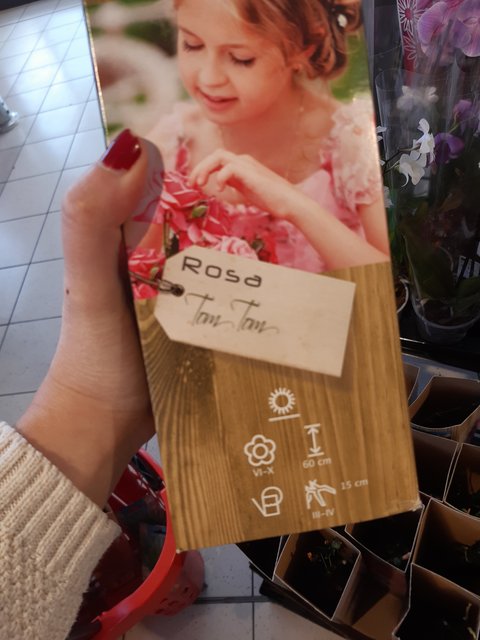 Rosa
Tom Tom
VI-X
60 cm
15 cm
III-IV